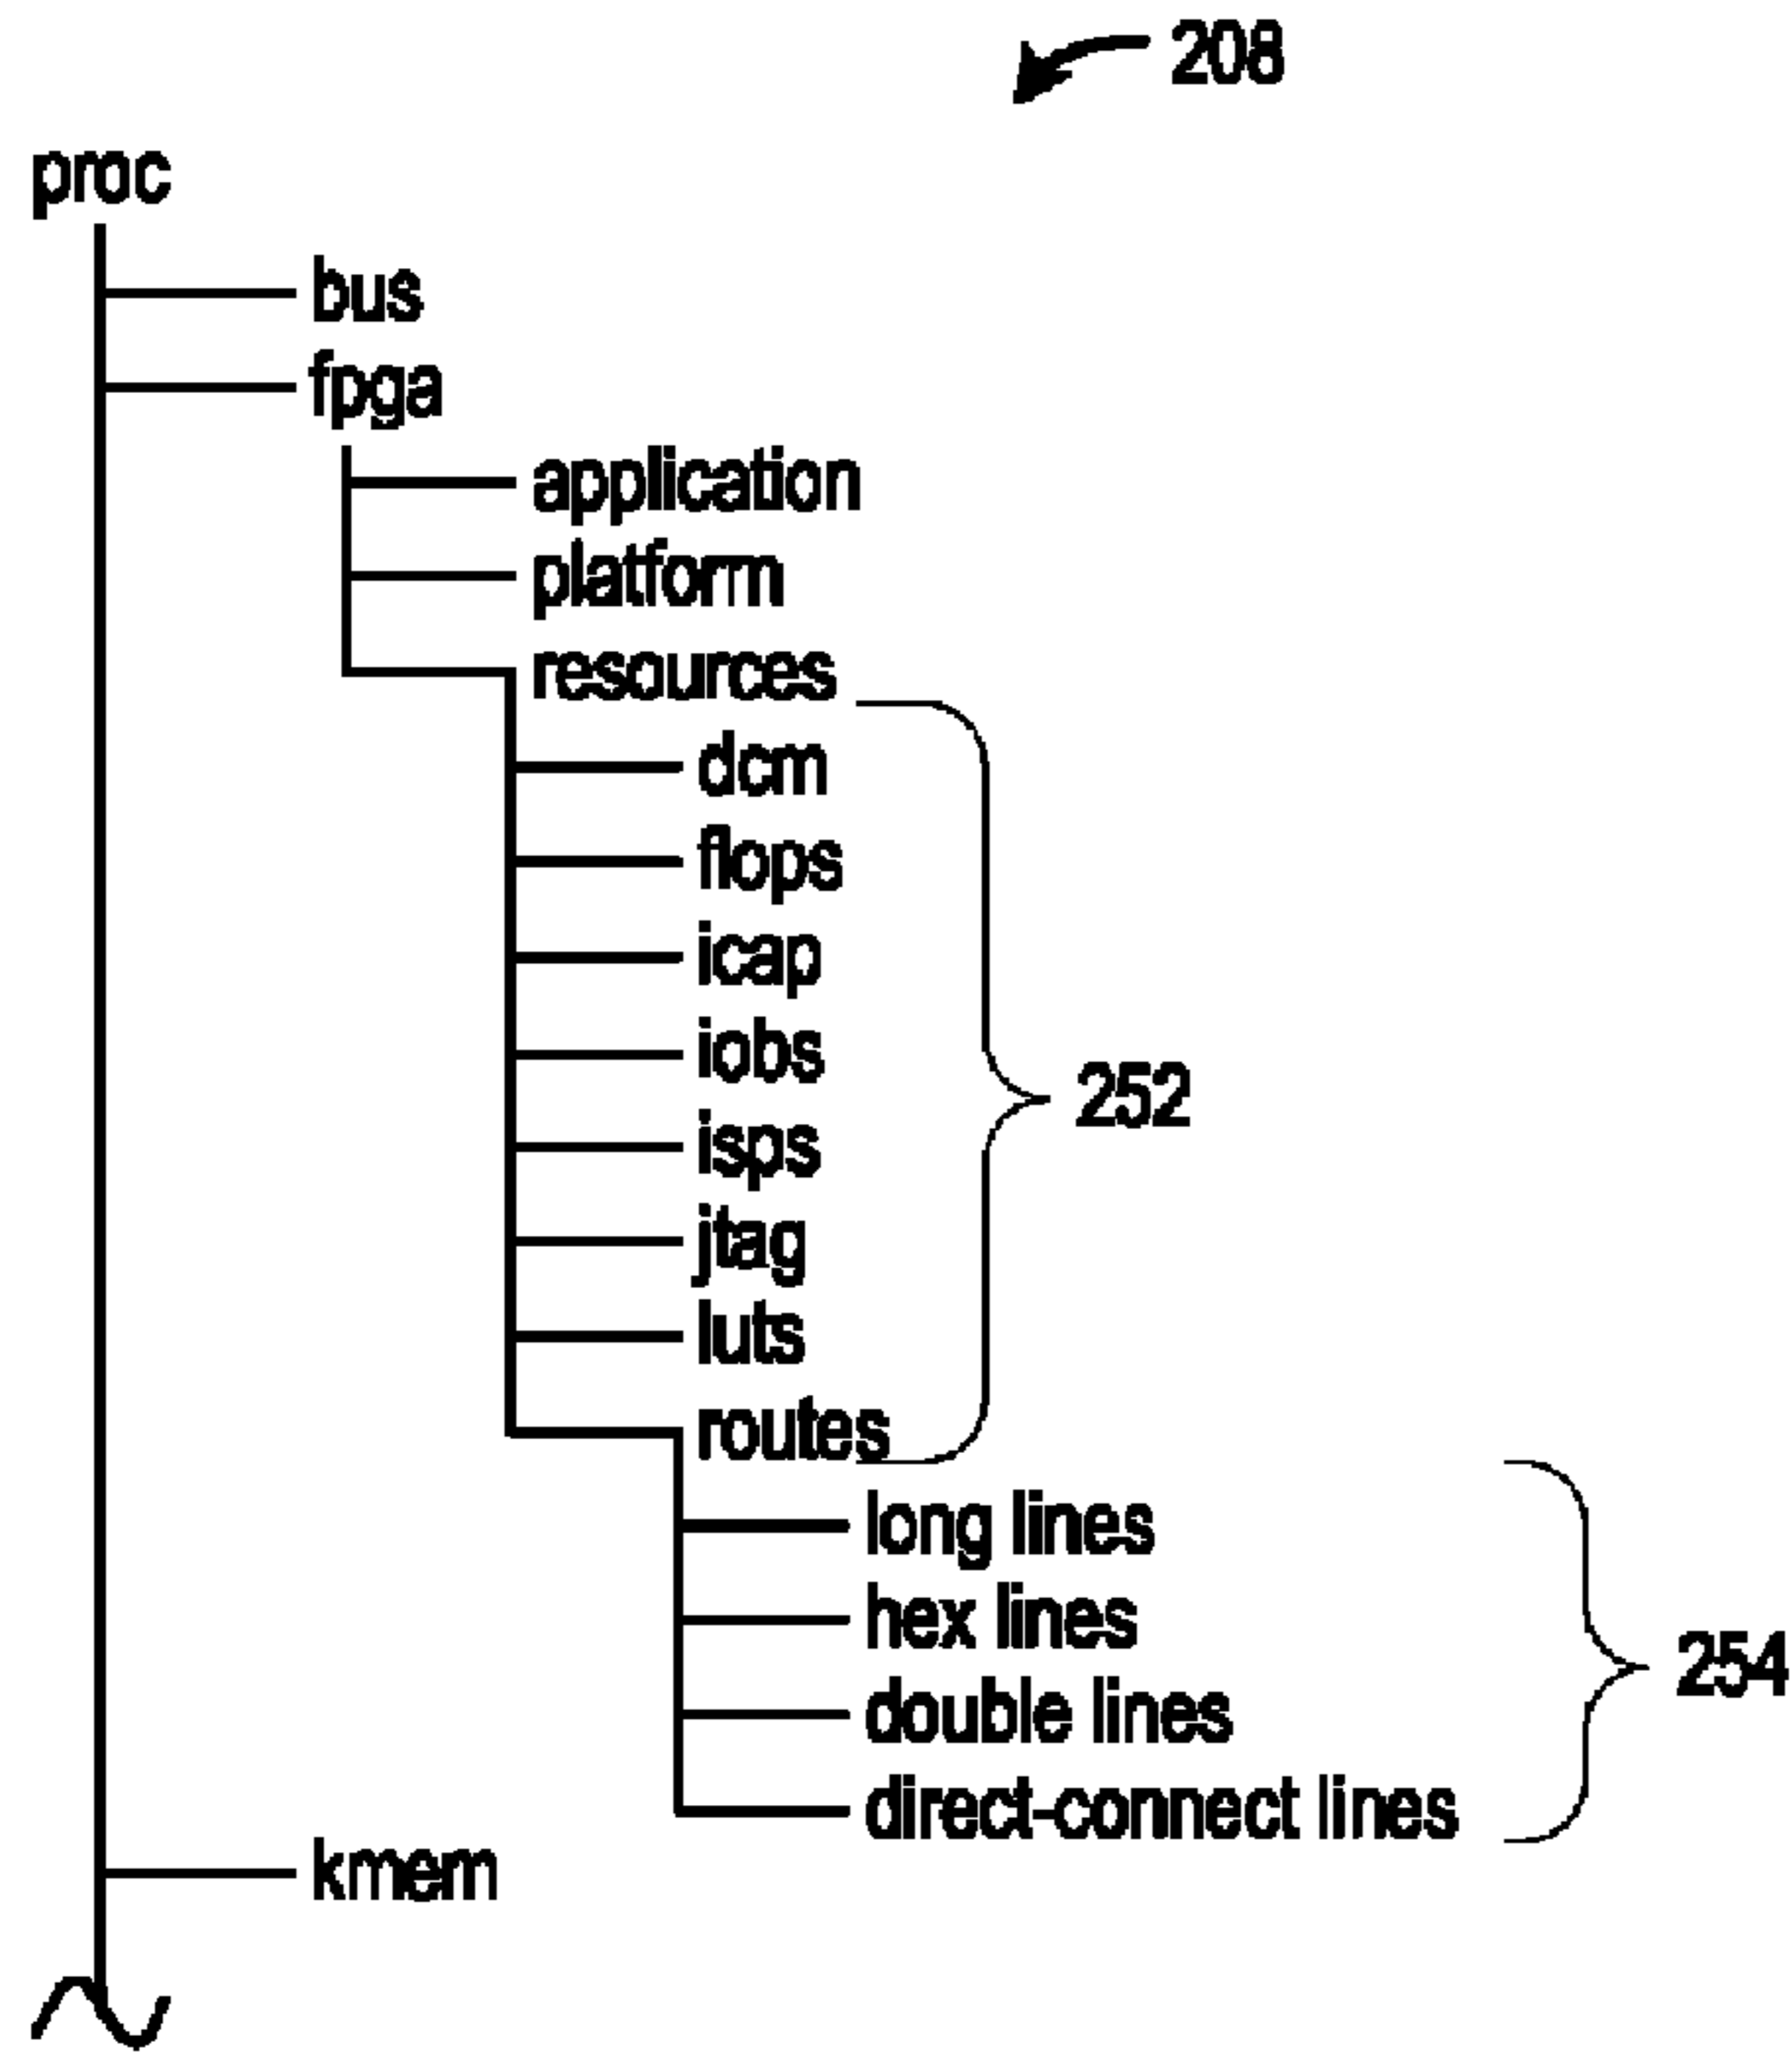 208
proc
bus
fpga
application
platform
resources
dcm
flops
icap
iobs
252
isps
jtag
luts
routes
long lines
hex lines
254
double lines
direct-connect lines
kmem